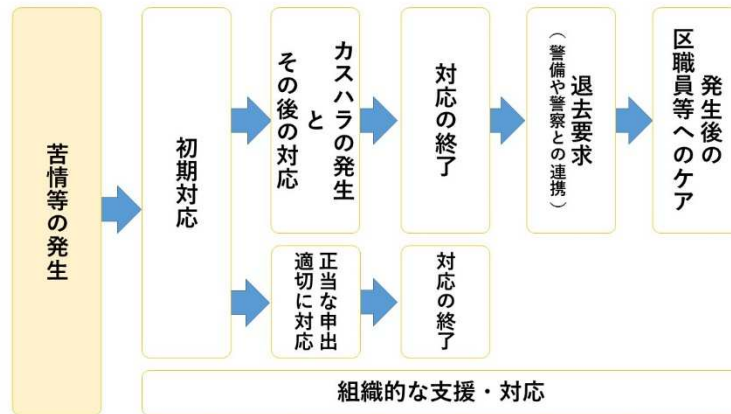 苦情等の発生
初期対応
カスハラの発生
と
その後の対応
対応の終了
退去要求
（警備や警察との連携）
発生後の
区職員等へのケア
正当な申出
適切に対応
対応の終了
組織的な支援・対応